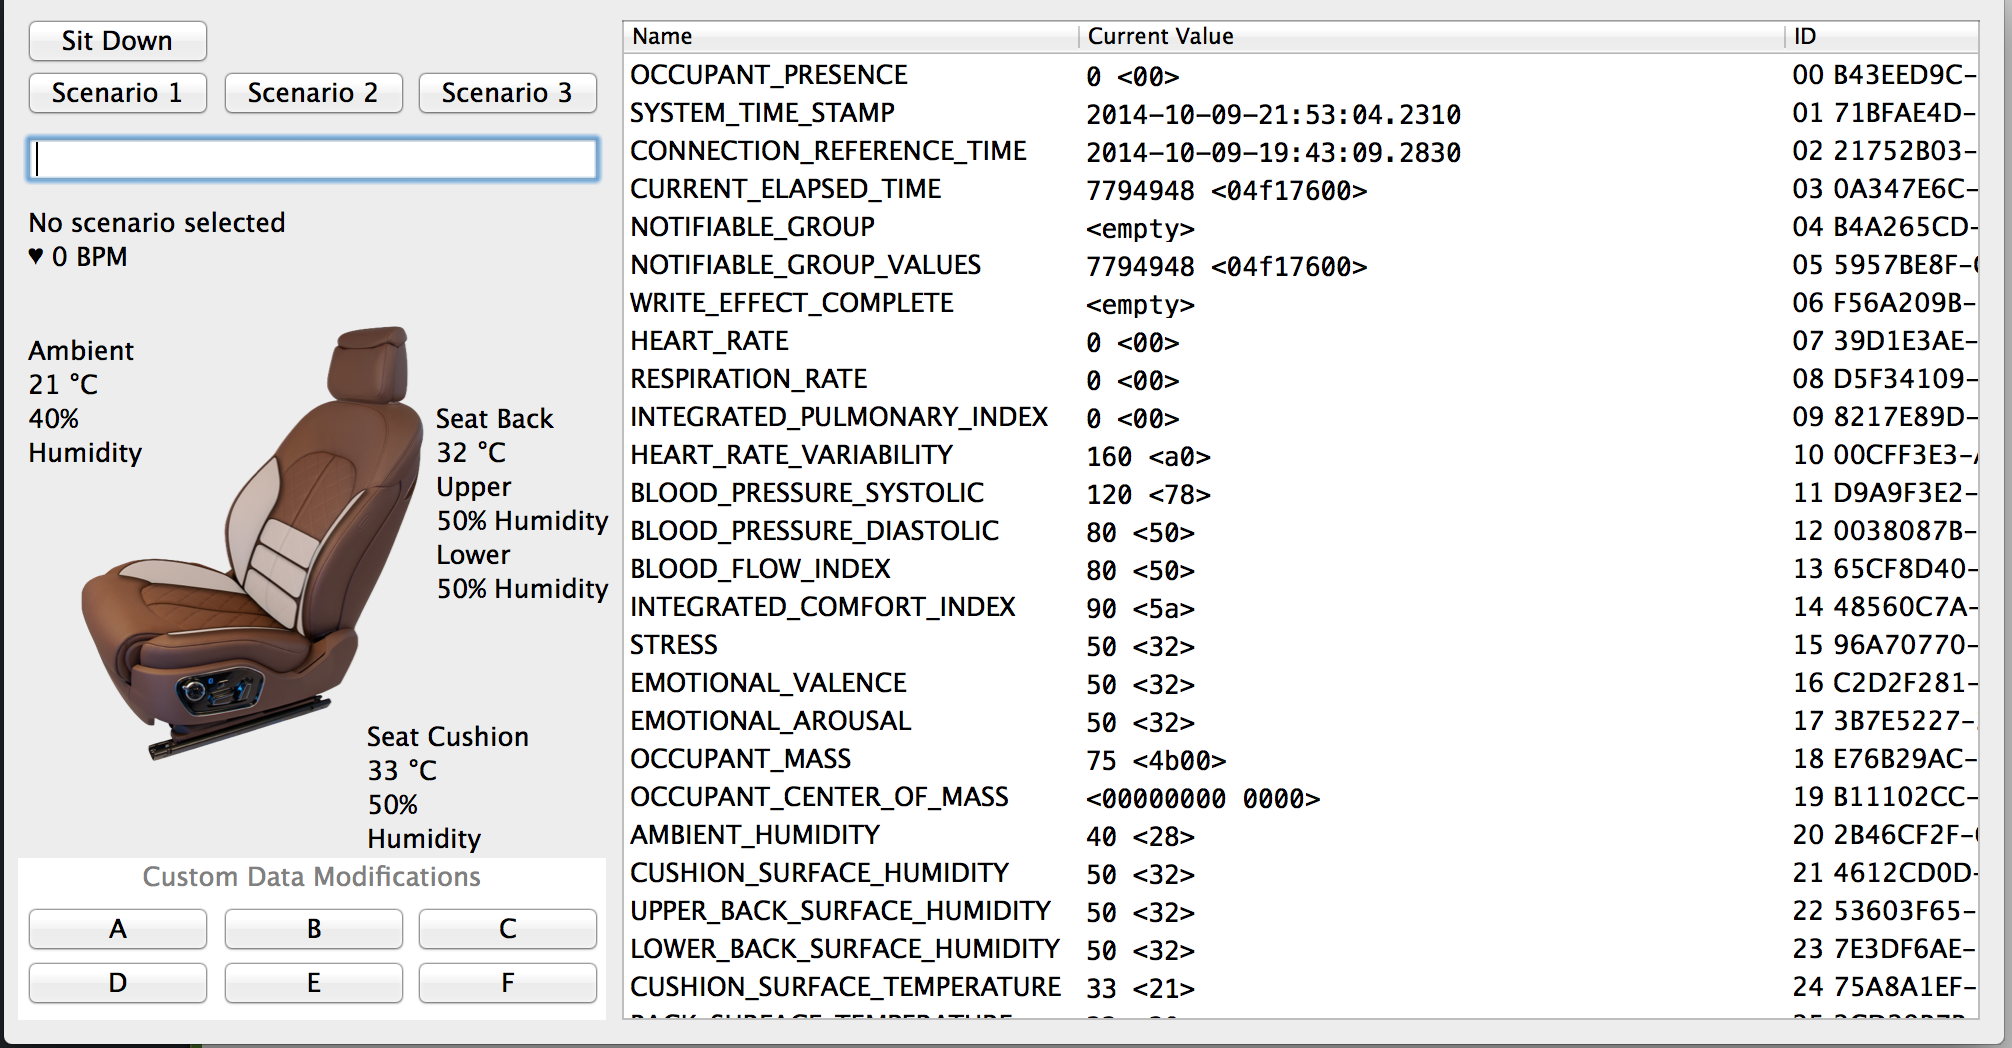 Sit Down
Scenario 1 Scenario 2 Scenario 3
No scenario selected
♥ 0 BPM
Ambient
21 °C
40%
Humidity
Seat Back
32 °C
Upper
50% Humidity
Lower
50% Humidity
Seat Cushion
33 °C
50%
Humidity
Custom Data Modifications
A B C
D E F
Name Current Value ID
OCCUPANT_PRESENCE 0 <00> 00 B43EED9C-
SYSTEM_TIME_STAMP 2014-10-09-21:53:04.2310 01 71BFAE4D-
CONNECTION_REFERENCE_TIME 2014-10-09-19:43:09.2830 02 21752B03-
CURRENT_ELAPSED_TIME 7794948 <04f17600> 03 0A347E6C-
NOTIFIABLE_GROUP <empty> 04 B4A265CD-
NOTIFIABLE_GROUP_VALUES 7794948 <04f17600> 05 5957BE8F-
WRITE_EFFECT_COMPLETE <empty> 06 F56A209B-
HEART_RATE 0 <00> 07 39D1E3AE-
RESPIRATION_RATE 0 <00> 08 D5F34109-
INTEGRATED_PULMONARY_INDEX 0 <00> 09 8217E89D-
HEART_RATE_VARIABILITY 160 <a0> 10 00CFF3E3-
BLOOD_PRESSURE_SYSTOLIC 120 <78> 11 D9A9F3E2-
BLOOD_PRESSURE_DIASTOLIC 80 <50> 12 0038087B-
BLOOD_FLOW_INDEX 80 <50> 13 65CF8D40-
INTEGRATED_COMFORT_INDEX 90 <5a> 14 48560C7A-
STRESS 50 <32> 15 96A70770-
EMOTIONAL_VALENCE 50 <32> 16 C2D2F281-
EMOTIONAL_AROUSAL 50 <32> 17 3B7E5227-
OCCUPANT_MASS 75 <4b00> 18 E76B29AC-
OCCUPANT_CENTER_OF_MASS <00000000 0000> 19 B11102CC-
AMBIENT_HUMIDITY 40 <28> 20 2B46CF2F-
CUSHION_SURFACE_HUMIDITY 50 <32> 21 4612CD0D-
UPPER_BACK_SURFACE_HUMIDITY 50 <32> 22 53603F65-
LOWER_BACK_SURFACE_HUMIDITY 50 <32> 23 7E3DF6AE-
CUSHION_SURFACE_TEMPERATURE 33 <21> 24 75A8A1EF-